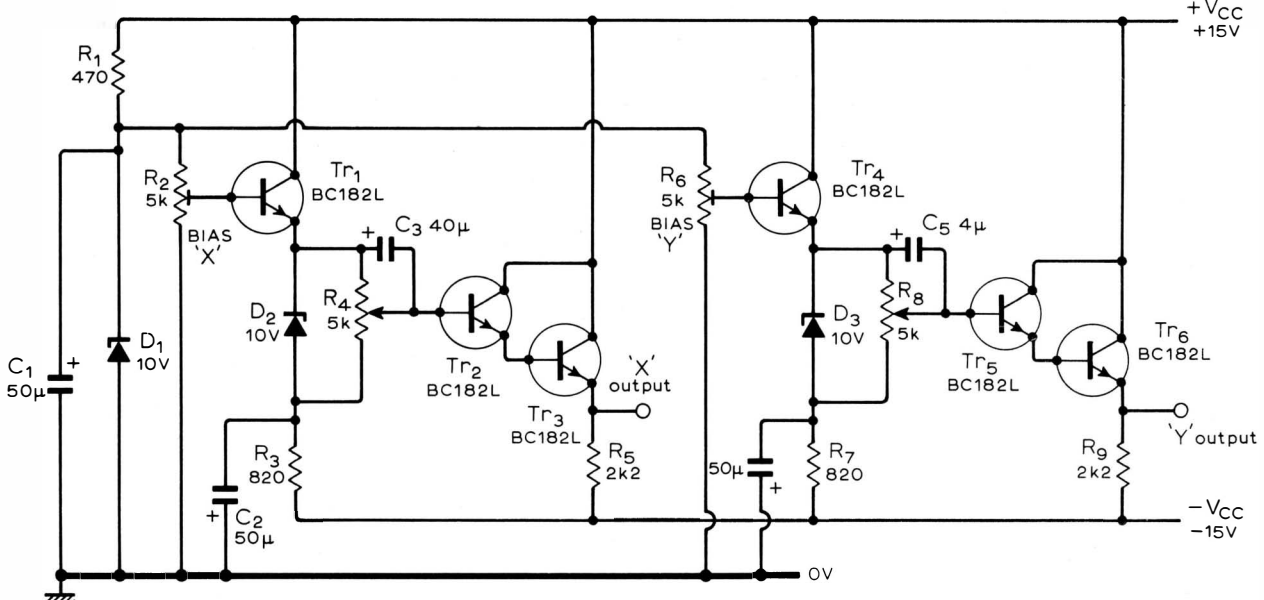 +VCC
+15V
R1
470
R2
5k
BIAS
'X'
Tr1
BC182L
C3 40μ
R4
5k
D2
10V
D1
10V
C1
50μ
+
Tr2
BC182L
Tr3
BC182L
'X'
output
R3
820
R5
2k2
+
C2
50μ
R6
5k
BIAS
'Y'
Tr4
BC182L
+
C5 4μ
R8
5k
D3
10V
Tr5
BC182L
Tr6
BC182L
'Y' output
50μ
+
R7
820
R9
2k2
-VCC
-15V
0V
+